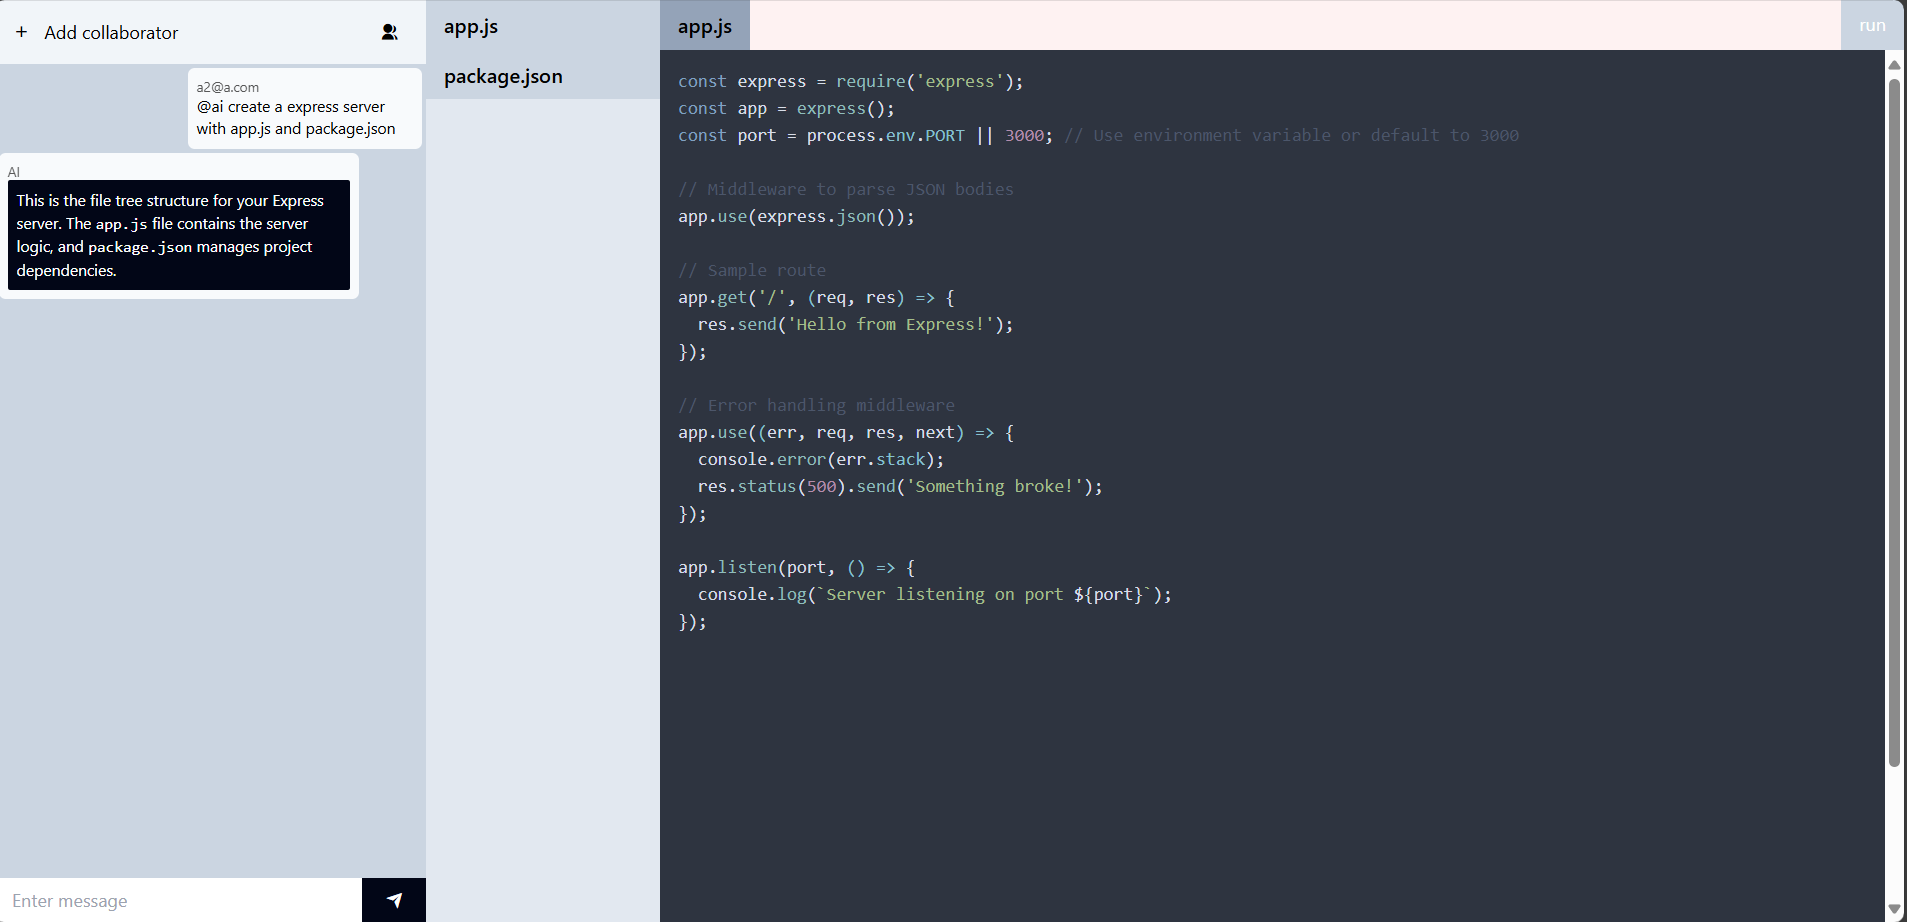 + Add collaborator
a2@a.com
@ai create a express server
with app.js and package.json
AI
This is the file tree structure for your Express
server. The app.js file contains the server
logic, and package.json manages project
dependencies.
Enter message
app.js
package.json
app.js
run
const express = require('express');
const app = express();
const port = process.env.PORT || 3000; // Use environment variable or default to 3000
// Middleware to parse JSON bodies
app.use(express.json());
// Sample route
app.get('/', (req, res) => {
  res.send('Hello from Express!');
});
// Error handling middleware
app.use((err, req, res, next) => {
  console.error(err.stack);
  res.status(500).send('Something broke!');
});
app.listen(port, () => {
  console.log(`Server listening on port ${port}`);
});